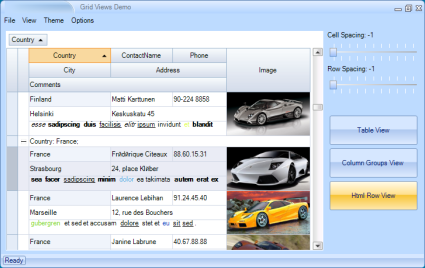 Grid Views Demo
File View Theme Options
Country
Country ContactName Phone Image
City Address
Comments
Finland Matti Karttunen 90-224 8858
Helsinki Keskuskatu 45
esse sadipscing duis facilisis elitr ipsum invidunt et blandit
Country: France:
France Frédérique Citeaux 88.60.15.31
Strasbourg 24, place Kléber
sea facer sadipscing minim dolor ea takimata autem erat ex
France Laurence Lebihan 91.24.45.40
Marseille 12, rue des Bouchers
gubergren et sed et accusam dolore stet et eu sit sed
France Janine Labrune 40.67.88.88
Cell Spacing: -1
Row Spacing: -1
Table View
Column Groups View
Html Row View
Ready